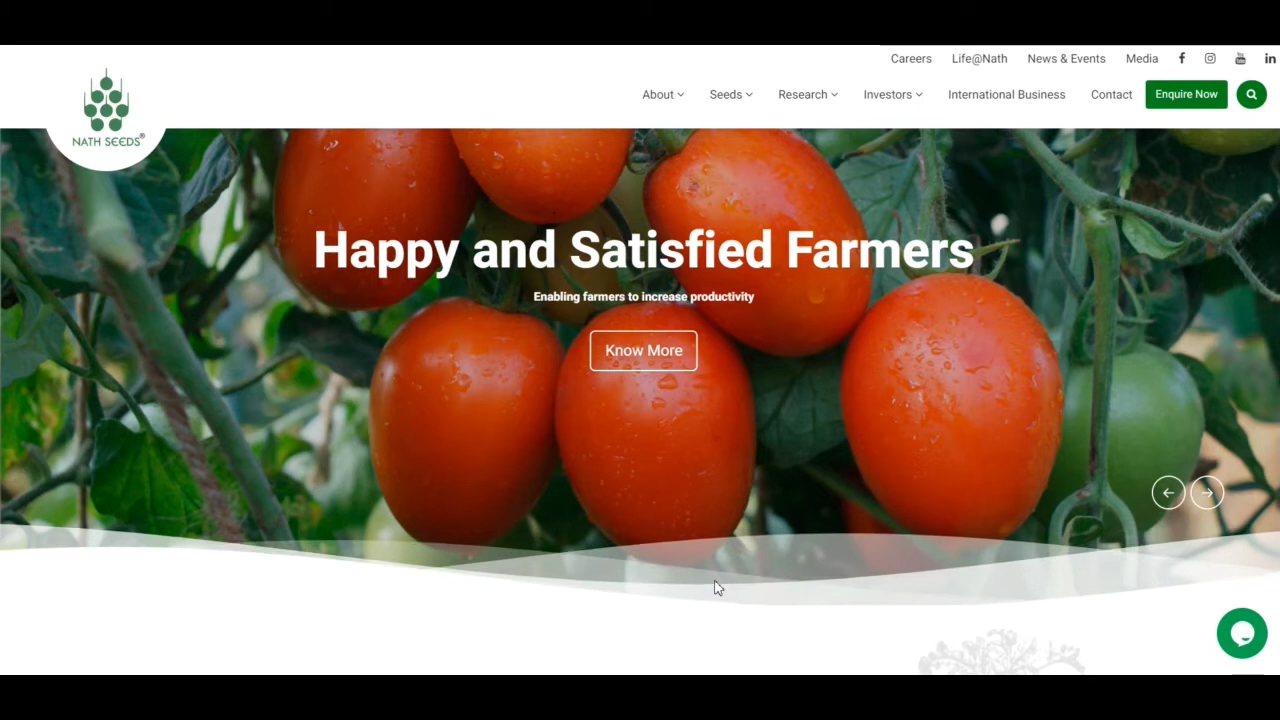 Careers Life@Nath News & Events Media
About Seeds Research Investors International Business Contact Enquire Now
NATH SEEDS®
Happy and Satisfied Farmers
Enabling farmers to increase productivity
Know More